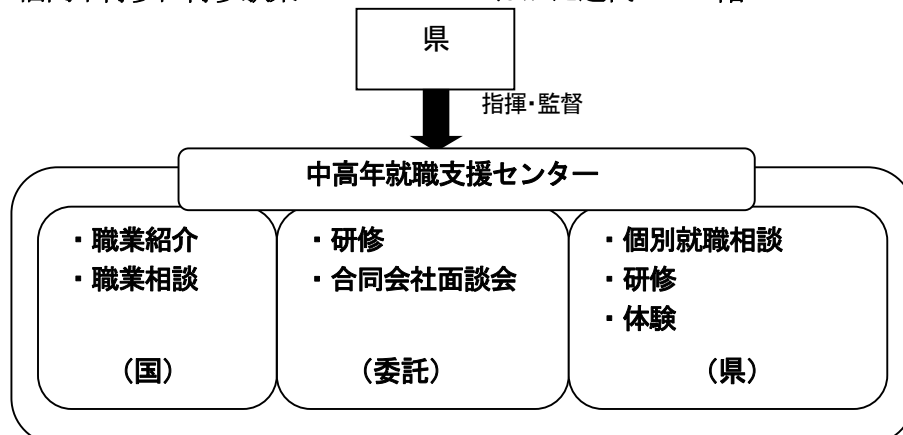 県
指揮・監督
中高年就職支援センター
・職業紹介
・職業相談
（国）
・研修
・合同会社面談会
（委託）
・個別就職相談
・研修
・体験
（県）